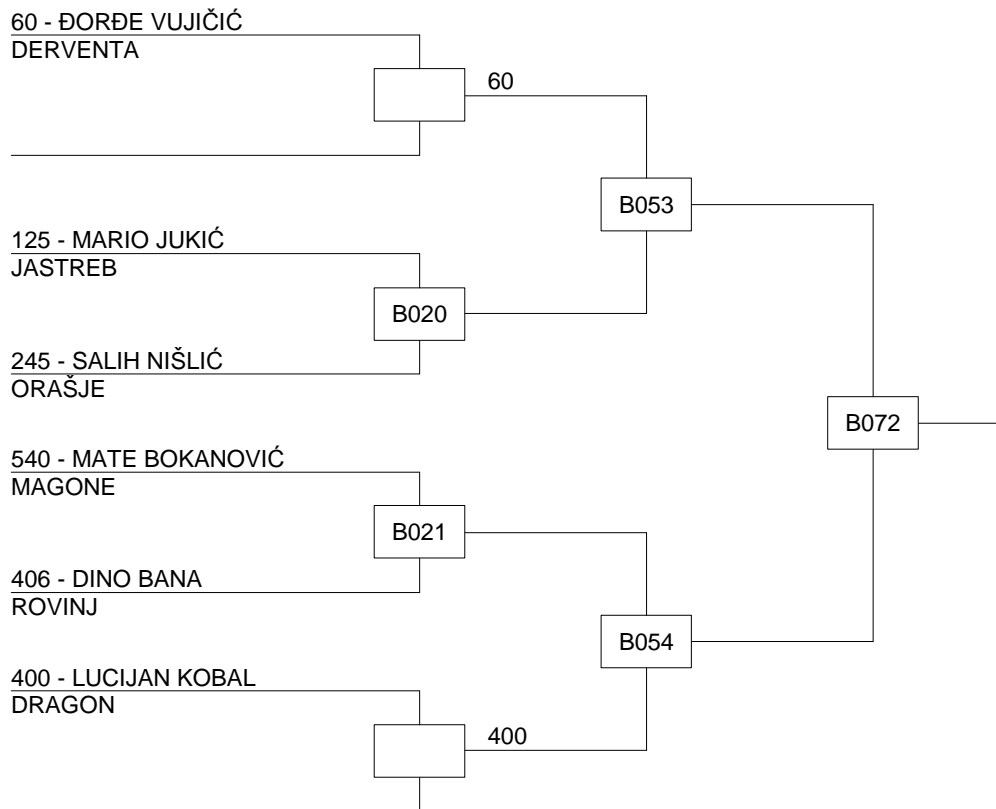 60 - ĐORĐE VUJIČIĆ
DERVENTA
60
B053
125 - MARIO JUKIĆ
JASTREB
B020
245 - SALIH NIŠLIĆ
ORAŠJE
B072
540 - MATE BOKANOVIĆ
MAGONE
B021
406 - DINO BANA
ROVINJ
B054
400 - LUCIJAN KOBAL
DRAGON
400